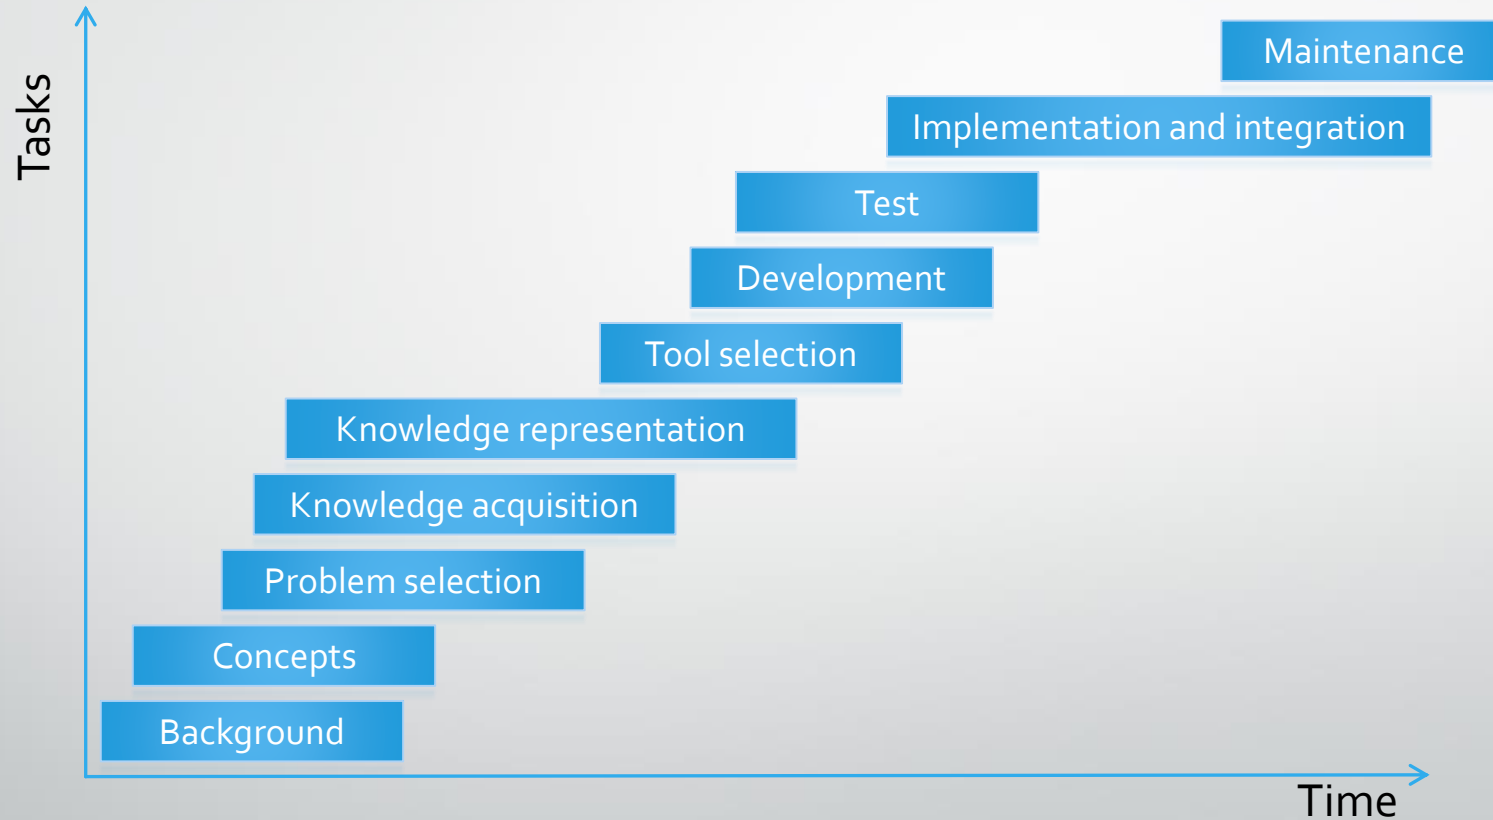 Tasks
Maintenance
Implementation and integration
Test
Development
Tool selection
Knowledge representation
Knowledge acquisition
Problem selection
Concepts
Background
Time